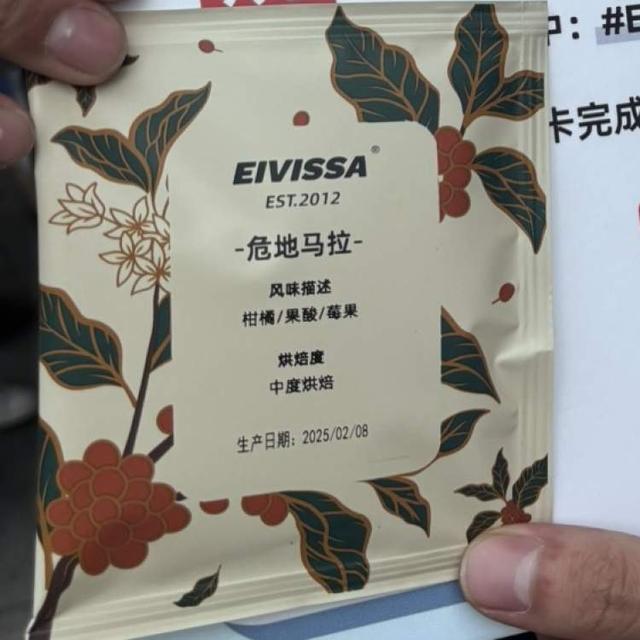 EIVISSA®
EST.2012
-危地马拉-
风味描述
柑橘/果酸/莓果
烘焙度
中度烘焙
生产日期：2025/02/08
中：#E
卡完成